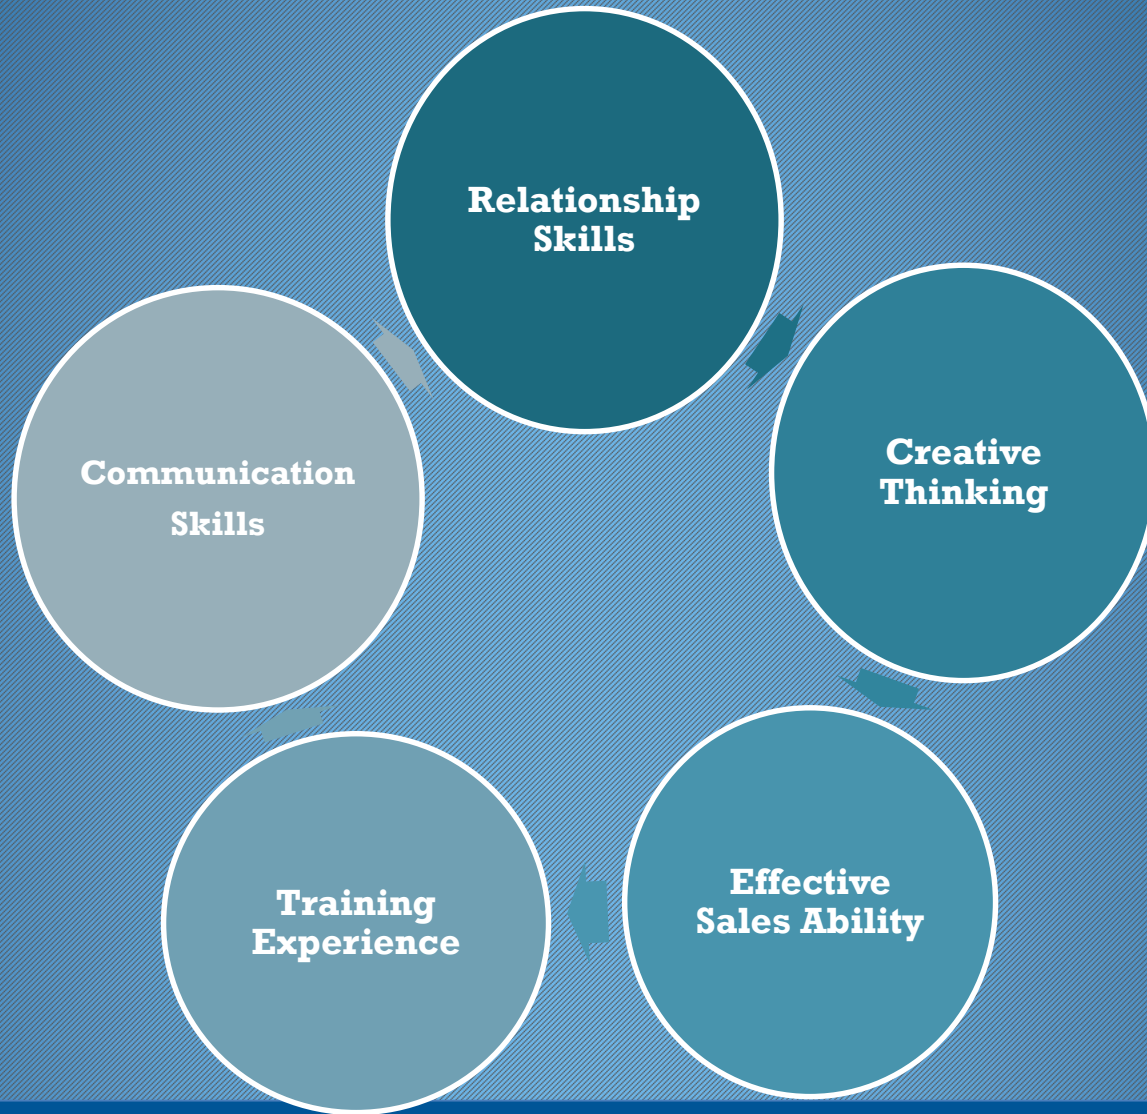 Relationship
Skills
Creative
Thinking
Effective
Sales Ability
Training
Experience
Communication
Skills